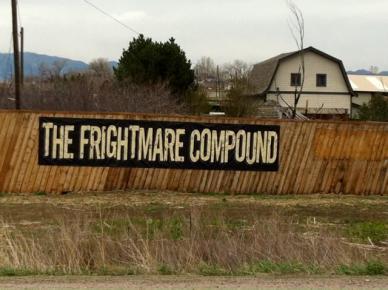 THE FRIGHTMARE COMPOUND